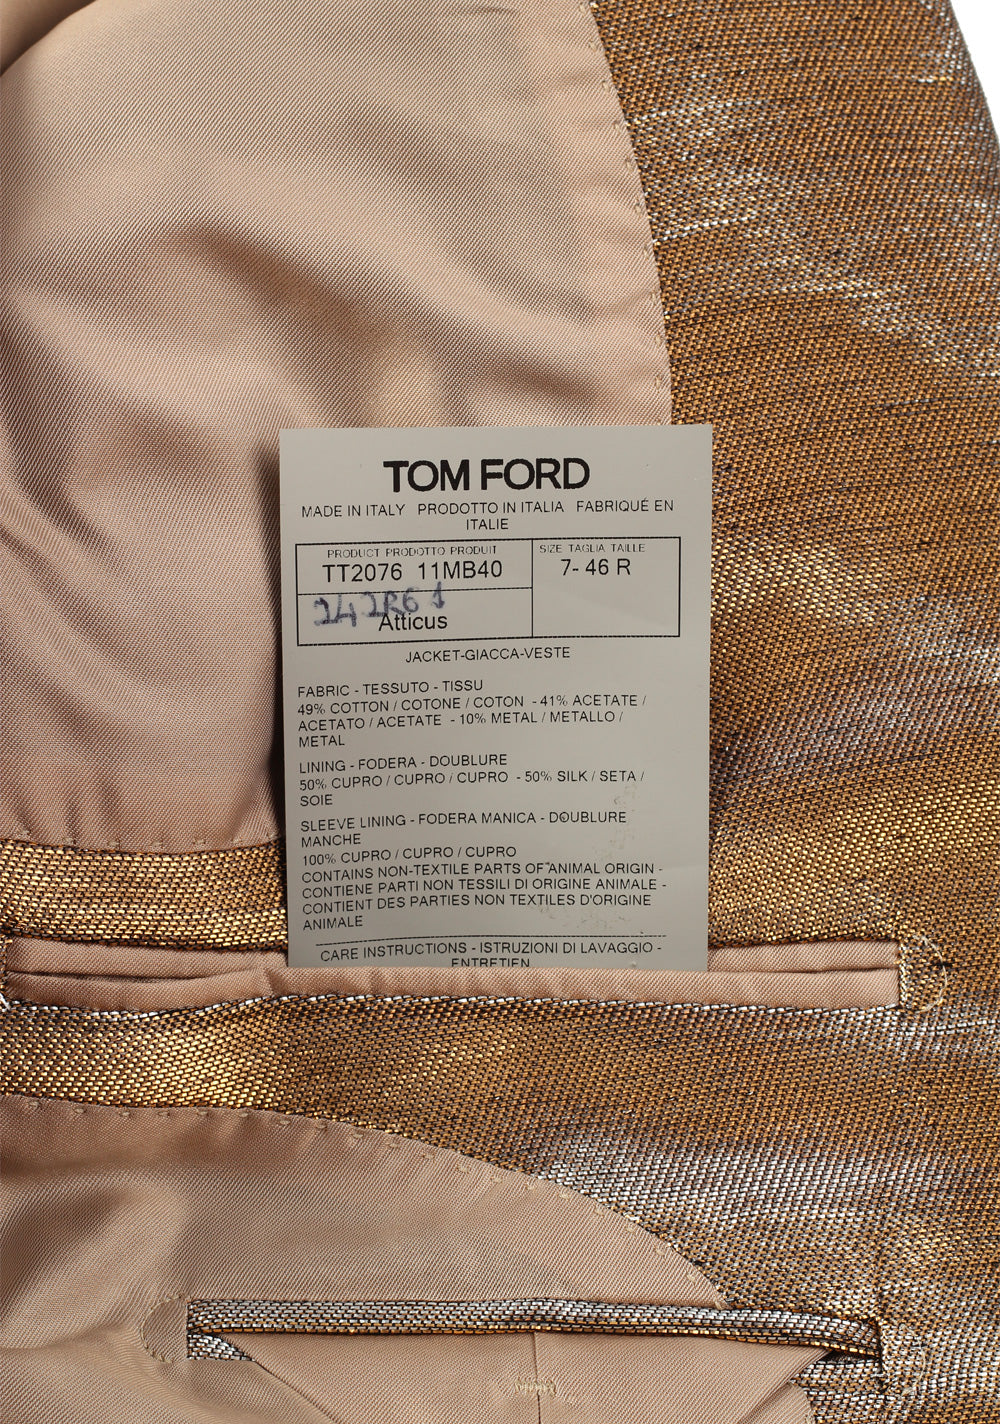 TOM FORD
MADE IN ITALY PRODOTTO IN ITALIA FABRIQUÉ EN
ITALIE
PRODUCT PRODOTTO PRODUIT
TT2076 11MB40
SIZE TAGLIA TAILLE
7- 46 R
242R61
Atticus
JACKET-GIACCA-VESTE
FABRIC - TESSUTO - TISSU
49% COTTON / COTONE / COTON - 41% ACETATE /
ACETATO / ACETATE - 10% METAL / METALLO /
METAL
LINING - FODERA - DOUBLURE
50% CUPRO / CUPRO / CUPRO - 50% SILK / SETA /
SOIE
SLEEVE LINING - FODERA MANICA - DOUBLURE
MANCHE
100% CUPRO / CUPRO / CUPRO
CONTAINS NON-TEXTILE PARTS OF ANIMAL ORIGIN -
CONTIENE PARTI NON TESSILI DI ORIGINE ANIMALE -
CONTIENT DES PARTIES NON TEXTILES D'ORIGINE
ANIMALE
CARE INSTRUCTIONS - ISTRUZIONI DI LAVAGGIO -
ENTRETIEN